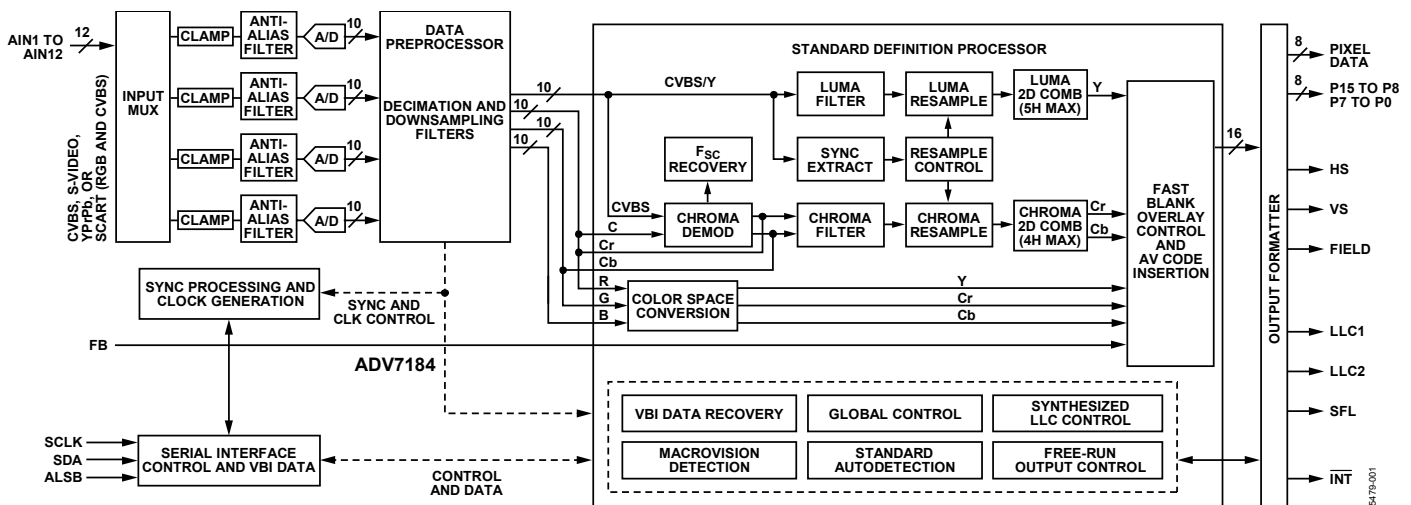 AIN1 TO
AIN12
12
CVBS, S-VIDEO,
YPrPb, OR
SCART (RGB AND CVBS)
INPUT
MUX
CLAMP
ANTI-
ALIAS
FILTER
A/D
10
CLAMP
ANTI-
ALIAS
FILTER
A/D
10
CLAMP
ANTI-
ALIAS
FILTER
A/D
10
CLAMP
ANTI-
ALIAS
FILTER
A/D
10
DATA
PREPROCESSOR
DECIMATION AND
DOWNSAMPLING
FILTERS
10
10
10
10
STANDARD DEFINITION PROCESSOR
CVBS/Y
LUMA
FILTER
LUMA
RESAMPLE
LUMA
2D COMB
(5H MAX)
Y
FSC
RECOVERY
SYNC
EXTRACT
RESAMPLE
CONTROL
CVBS
C
Cr
Cb
CHROMA
DEMOD
CHROMA
FILTER
CHROMA
RESAMPLE
CHROMA
2D COMB
(4H MAX)
Cr
Cb
R
G
B
COLOR SPACE
CONVERSION
Y
Cr
Cb
FAST
BLANK
OVERLAY
CONTROL
AND
AV CODE
INSERTION
16
OUTPUT FORMATTER
8
PIXEL
DATA
8
P15 TO P8
P7 TO P0
HS
VS
FIELD
LLC1
LLC2
SFL
INT
SYNC PROCESSING AND
CLOCK GENERATION
SYNC AND
CLK CONTROL
FB
ADV7184
SCLK
SDA
ALSB
SERIAL INTERFACE
CONTROL AND VBI DATA
CONTROL
AND DATA
VBI DATA RECOVERY
GLOBAL CONTROL
SYNTHESIZED
LLC CONTROL
MACROVISION
DETECTION
STANDARD
AUTODETECTION
FREE-RUN
OUTPUT CONTROL
5479-001